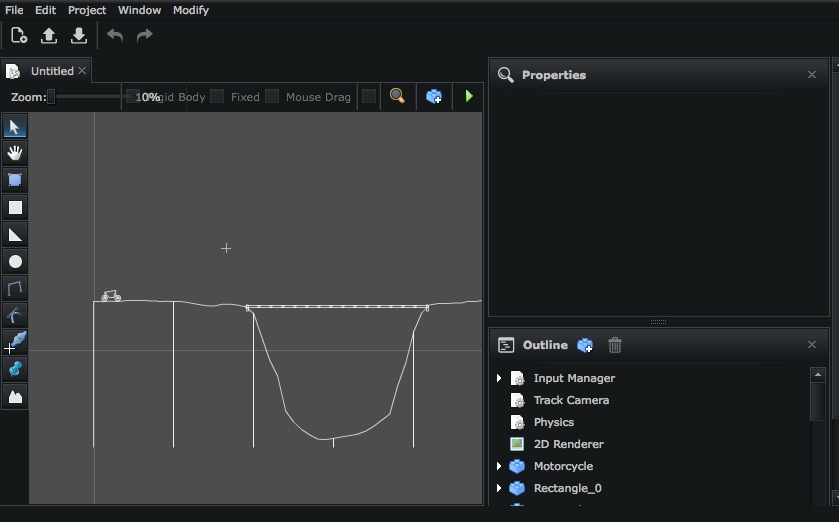 File Edit Project Window Modify
Untitled
Zoom: 10% Body Fixed Mouse Drag
Properties
Outline
Input Manager
Track Camera
Physics
2D Renderer
Motorcycle
Rectangle_0